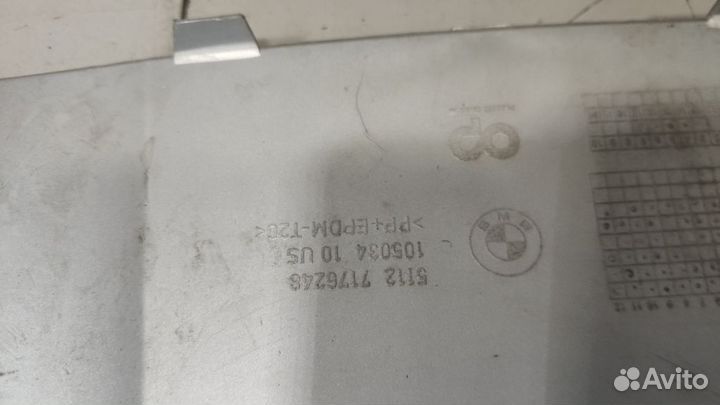 5112 7176248
105034 10 US
>PP+EPDM-T20<
BMW
Avito